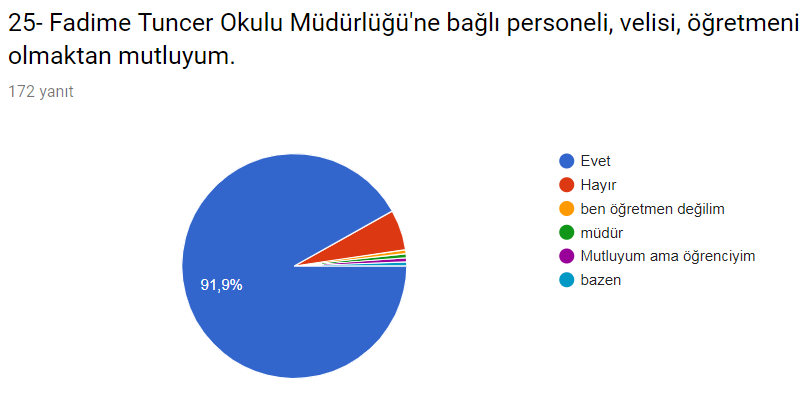 25- Fadime Tuncer Okulu Müdürlüğü'ne bağlı personeli, velisi, öğretmeni
olmaktan mutluyum.
172 yanıt
Evet
Hayır
ben öğretmen değilim
müdür
Mutluyum ama öğrenciyim
bazen
91,9%